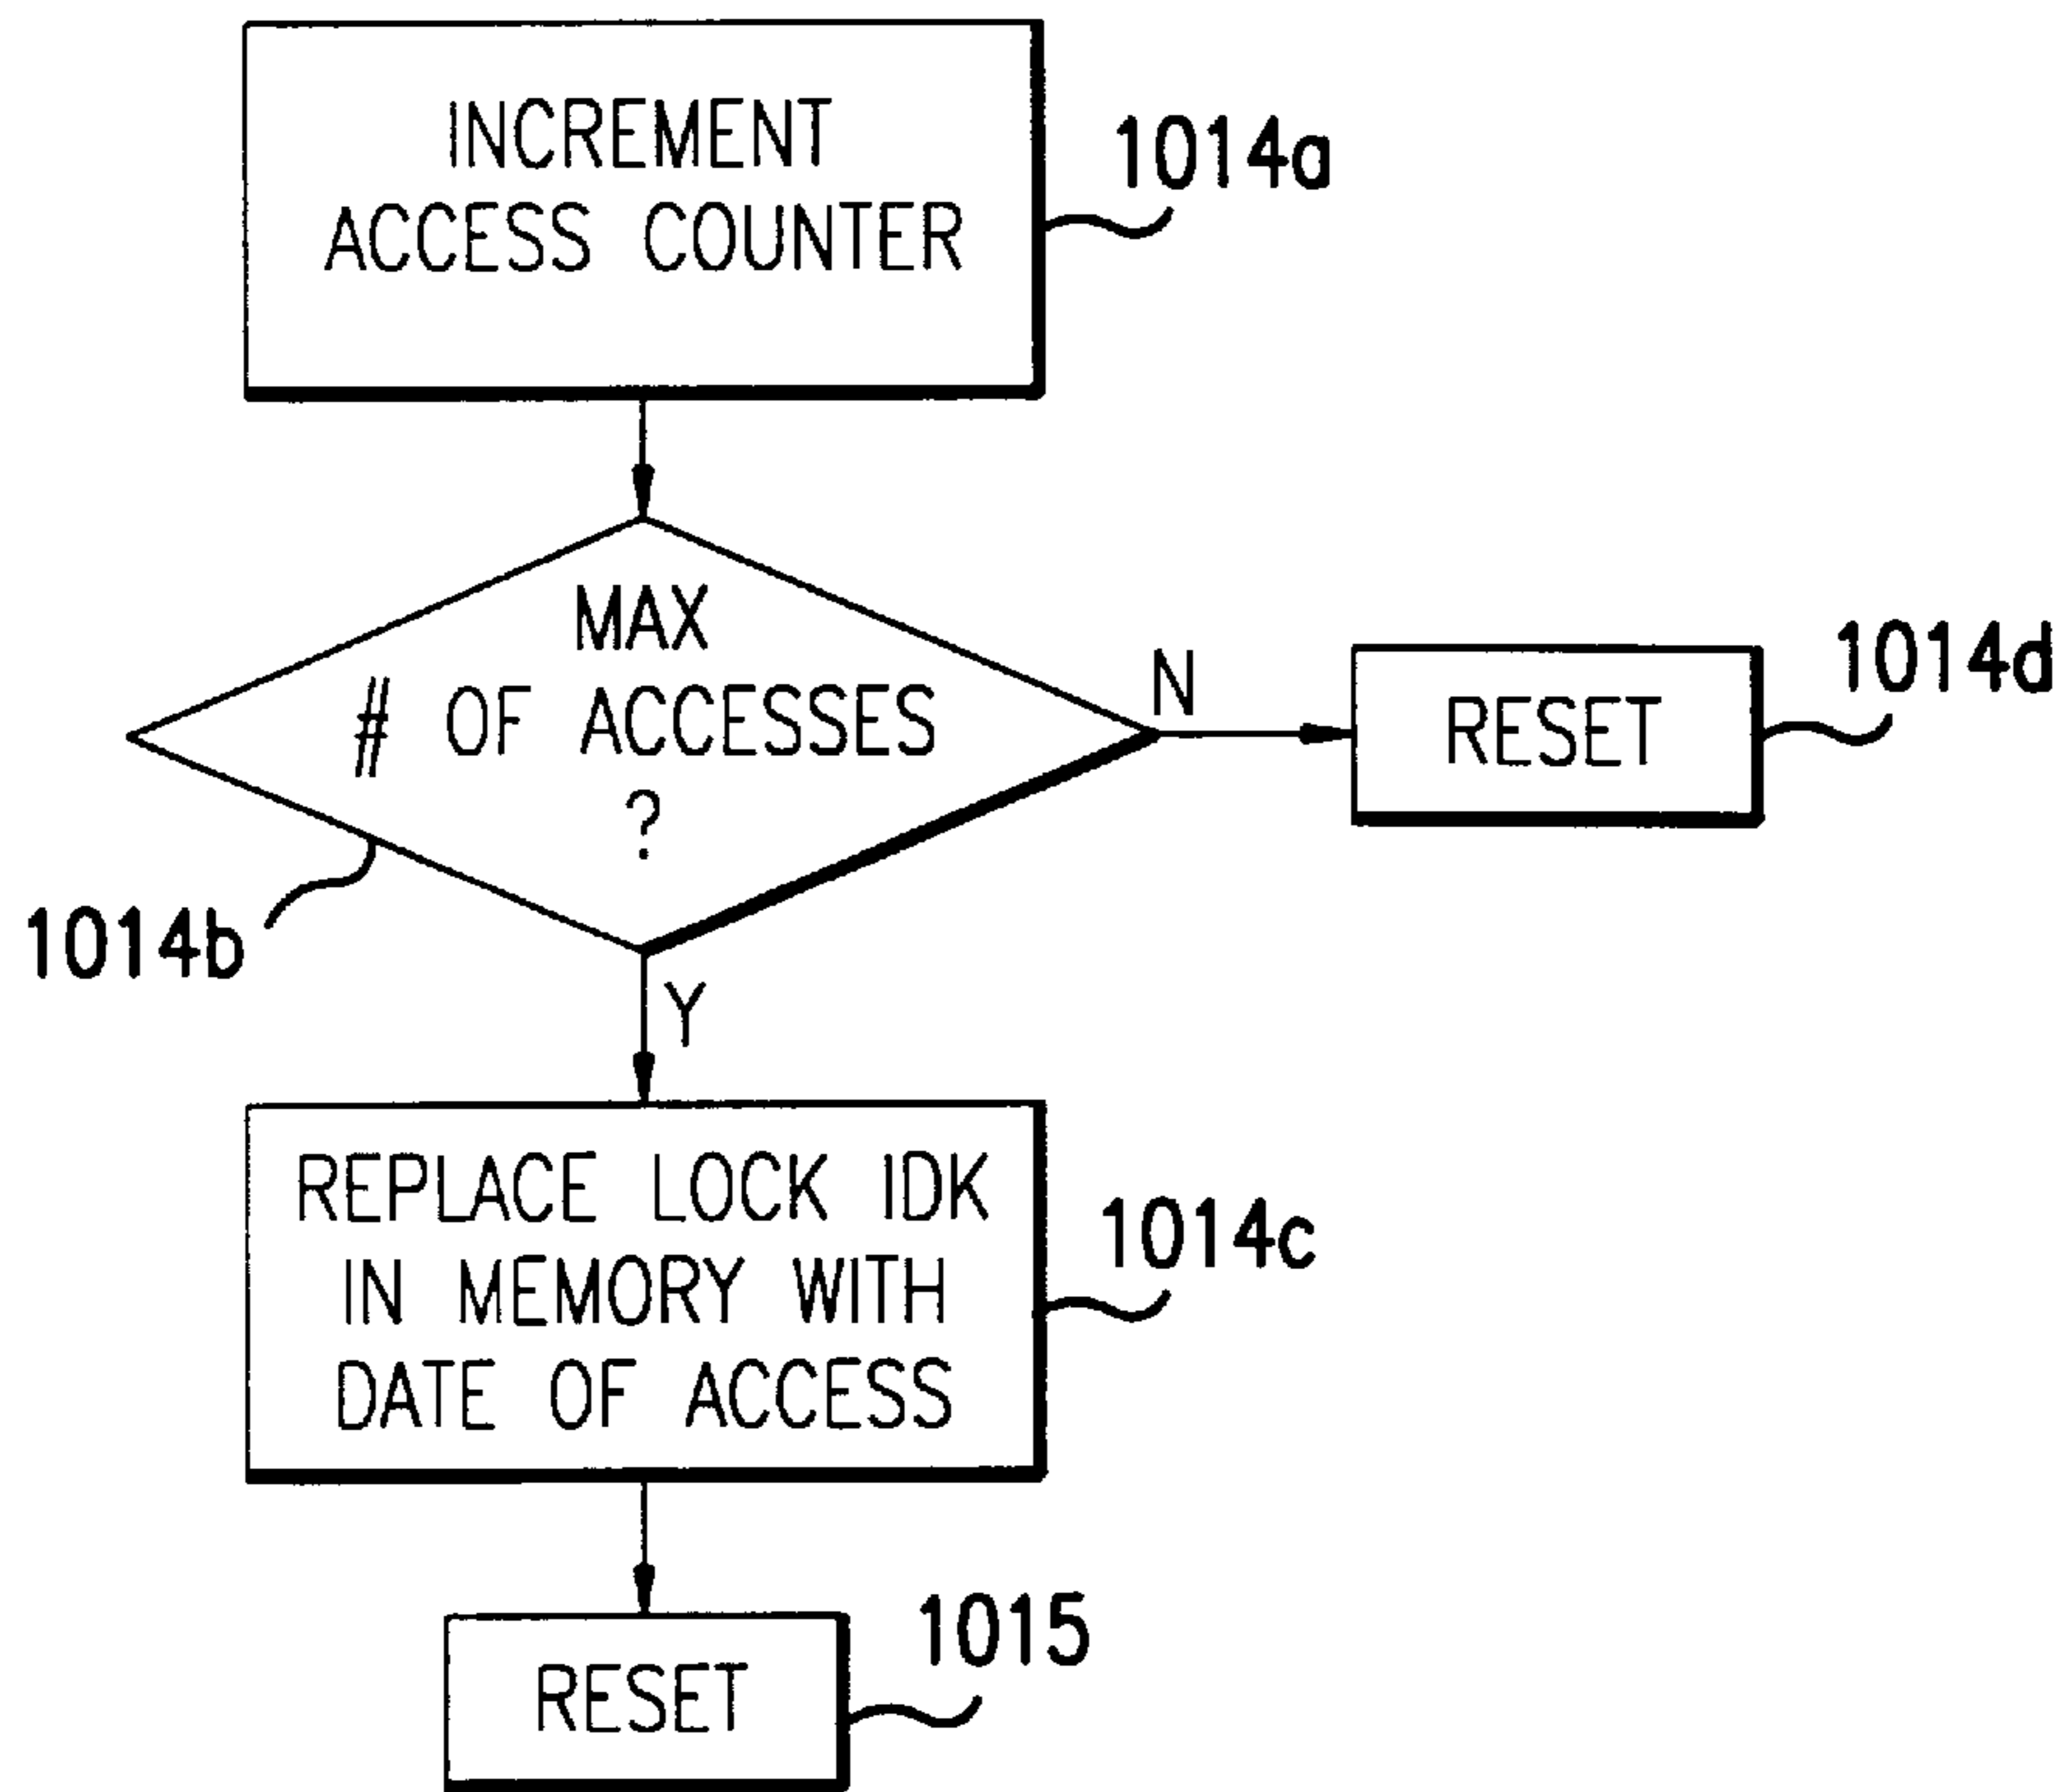 INCREMENT
ACCESS COUNTER
1014a
MAX
# OF ACCESSES
?
N
RESET
1014d
1014b
Y
REPLACE LOCK IDK
IN MEMORY WITH
DATE OF ACCESS
1014c
RESET
1015